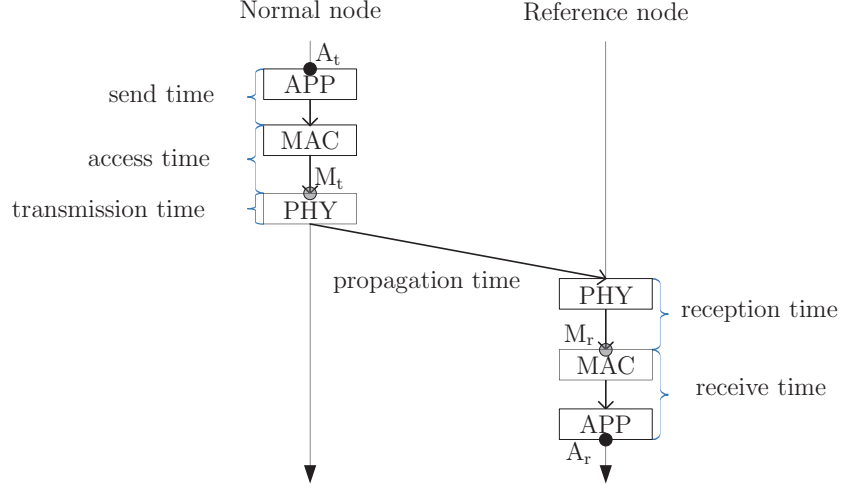 Normal node
Reference node
A_t
APP
send time
MAC
access time
M_t
PHY
transmission time
propagation time
PHY
reception time
M_r
MAC
receive time
APP
A_r